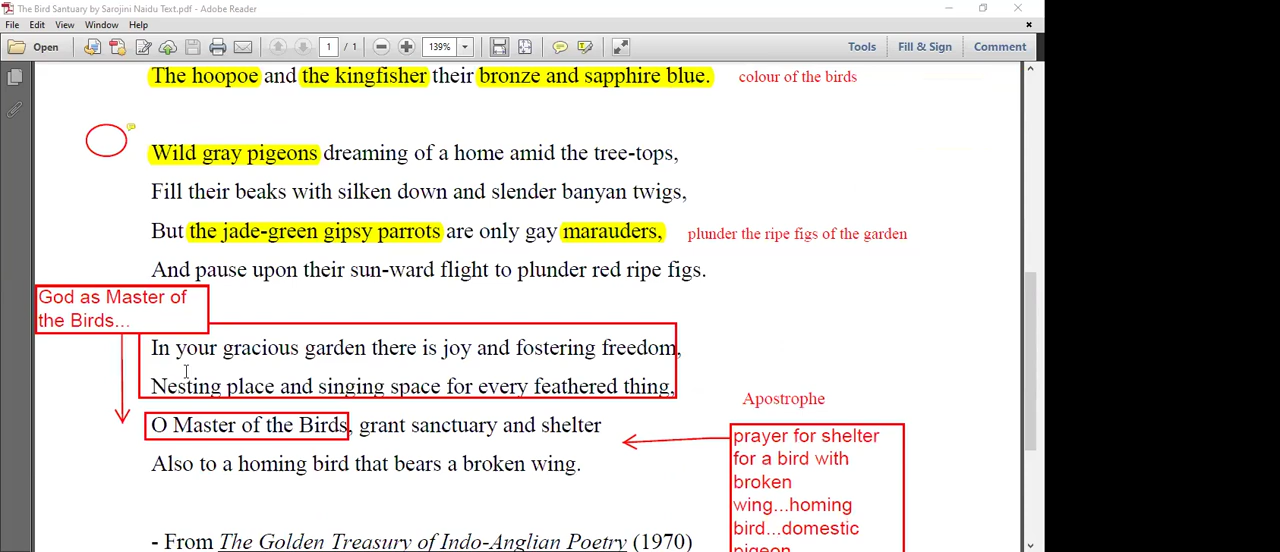 The Bird Santuary by Sarojini Naidu Text.pdf - Adobe Reader
File Edit View Window Help
Open 1 / 1 139% Tools Fill & Sign Comment
The hoopoe and the kingfisher their bronze and sapphire blue. colour of the birds
Wild gray pigeons dreaming of a home amid the tree-tops,
Fill their beaks with silken down and slender banyan twigs,
But the jade-green gipsy parrots are only gay marauders, plunder the ripe figs of the garden
And pause upon their sun-ward flight to plunder red ripe figs.
God as Master of
the Birds...
In your gracious garden there is joy and fostering freedom,
Nesting place and singing space for every feathered thing,
O Master of the Birds, grant sanctuary and shelter
Also to a homing bird that bears a broken wing.
Apostrophe
prayer for shelter
for a bird with
broken
wing...homing
bird...domestic
pigeon
- From The Golden Treasury of Indo-Anglian Poetry (1970)